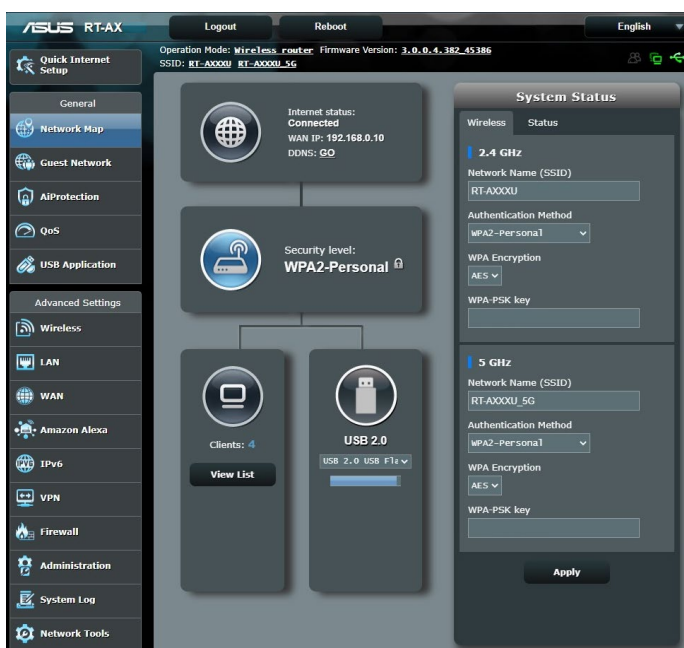 ASUS RT-AX
Logout
Reboot
English
Quick Internet
Setup
Operation Mode: Wireless router Firmware Version: 3.0.0.4.382_45386
SSID: RT-AXXXU RT-AXXXU_5G
General
Network Map
Guest Network
AiProtection
QoS
USB Application
Advanced Settings
Wireless
LAN
WAN
Amazon Alexa
IPv6
VPN
Firewall
Administration
System Log
Network Tools
Internet status:
Connected
WAN IP: 192.168.0.10
DDNS: GO
Security level:
WPA2-Personal
Clients: 4
View List
USB 2.0
USB 2.0 USB Fla
System Status
Wireless Status
2.4 GHz
Network Name (SSID)
RT-AXXXU
Authentication Method
WPA2-Personal
WPA Encryption
AES
WPA-PSK key
5 GHz
Network Name (SSID)
RT-AXXXU_5G
Authentication Method
WPA2-Personal
WPA Encryption
AES
WPA-PSK key
Apply